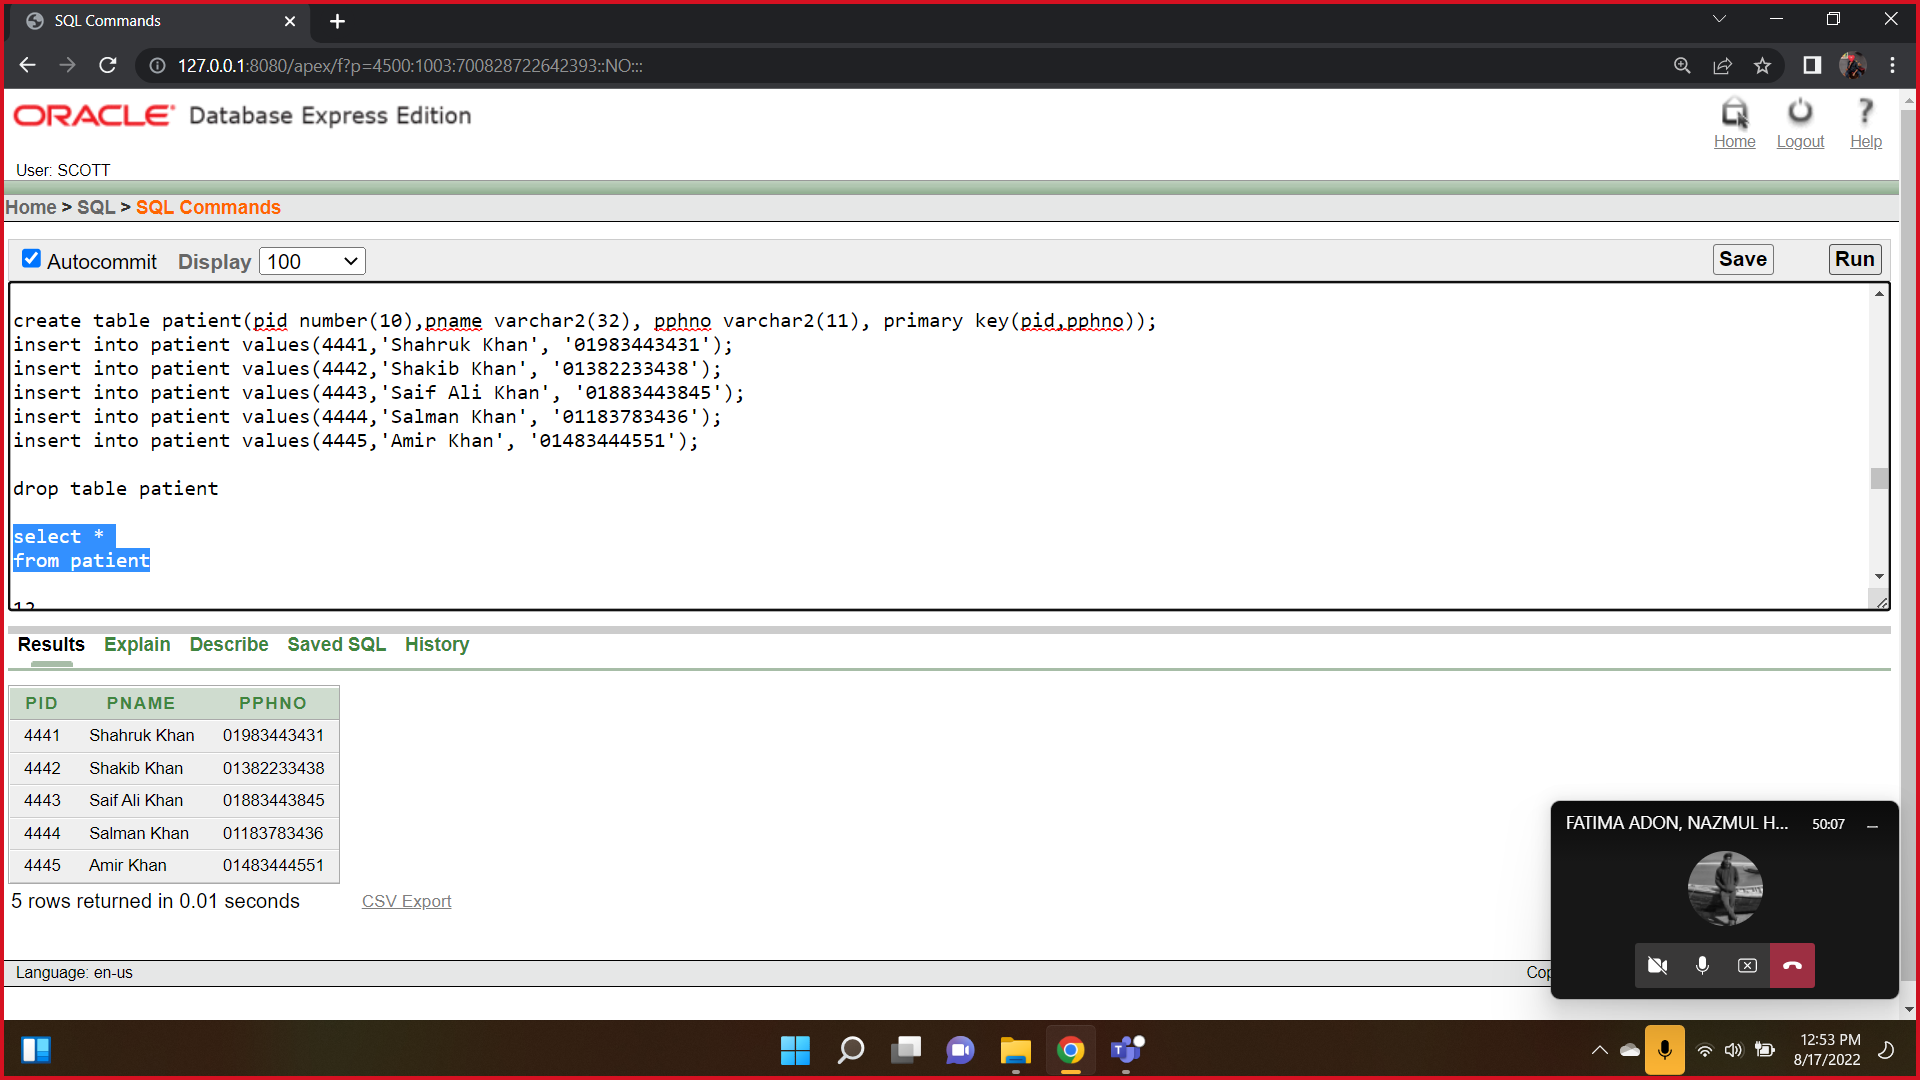 SQL Commands
127.0.0.1:8080/apex/f?p=4500:1003:700828722642393::NO:::
ORACLE Database Express Edition
Home Logout Help
User: SCOTT
Home > SQL > SQL Commands
Autocommit Display 100 Save Run
create table patient(pid number(10),pname varchar2(32), pphno varchar2(11), primary key(pid,pphno));
insert into patient values(4441,'Shahruk Khan', '01983443431');
insert into patient values(4442,'Shakib Khan', '01382233438');
insert into patient values(4443,'Saif Ali Khan', '01883443845');
insert into patient values(4444,'Salman Khan', '01183783436');
insert into patient values(4445,'Amir Khan', '01483444551');
drop table patient
select *
from patient
Results Explain Describe Saved SQL History
PID PNAME PPHNO
4441 Shahruk Khan 01983443431
4442 Shakib Khan 01382233438
4443 Saif Ali Khan 01883443845
4444 Salman Khan 01183783436
4445 Amir Khan 01483444551
5 rows returned in 0.01 seconds CSV Export
FATIMA ADON, NAZMUL H... 50:07
Language: en-us
12:53 PM
8/17/2022